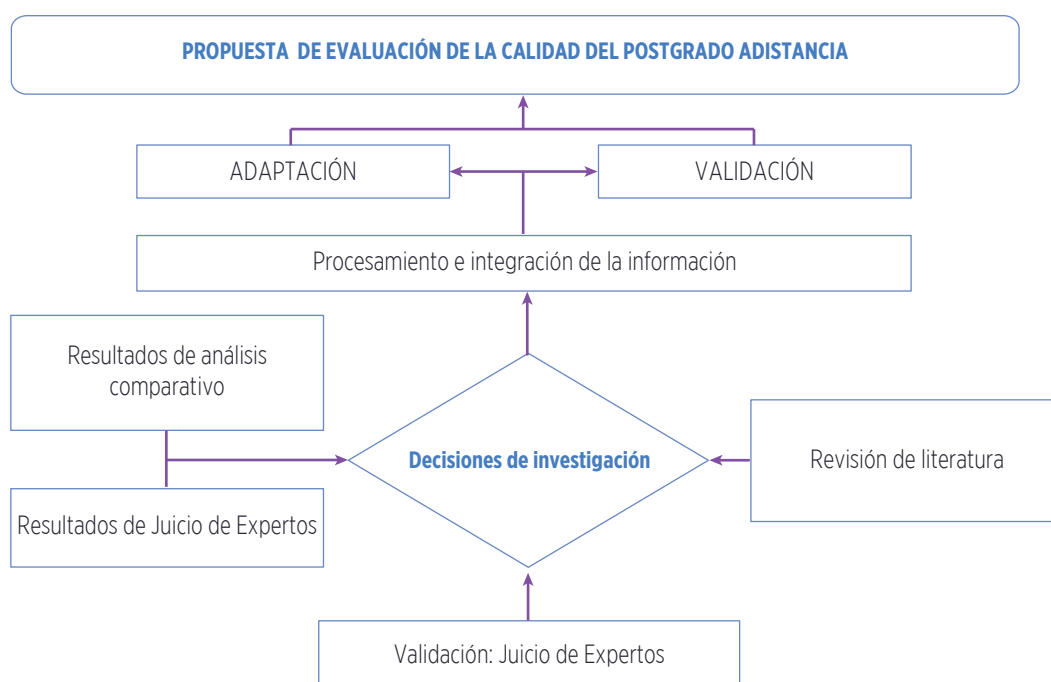 PROPUESTA DE EVALUACIÓN DE LA CALIDAD DEL POSTGRADO ADISTANCIA
ADAPTACIÓN
VALIDACIÓN
Procesamiento e integración de la información
Resultados de análisis
comparativo
Decisiones de investigación
Revisión de literatura
Resultados de Juicio de Expertos
Validación: Juicio de Expertos